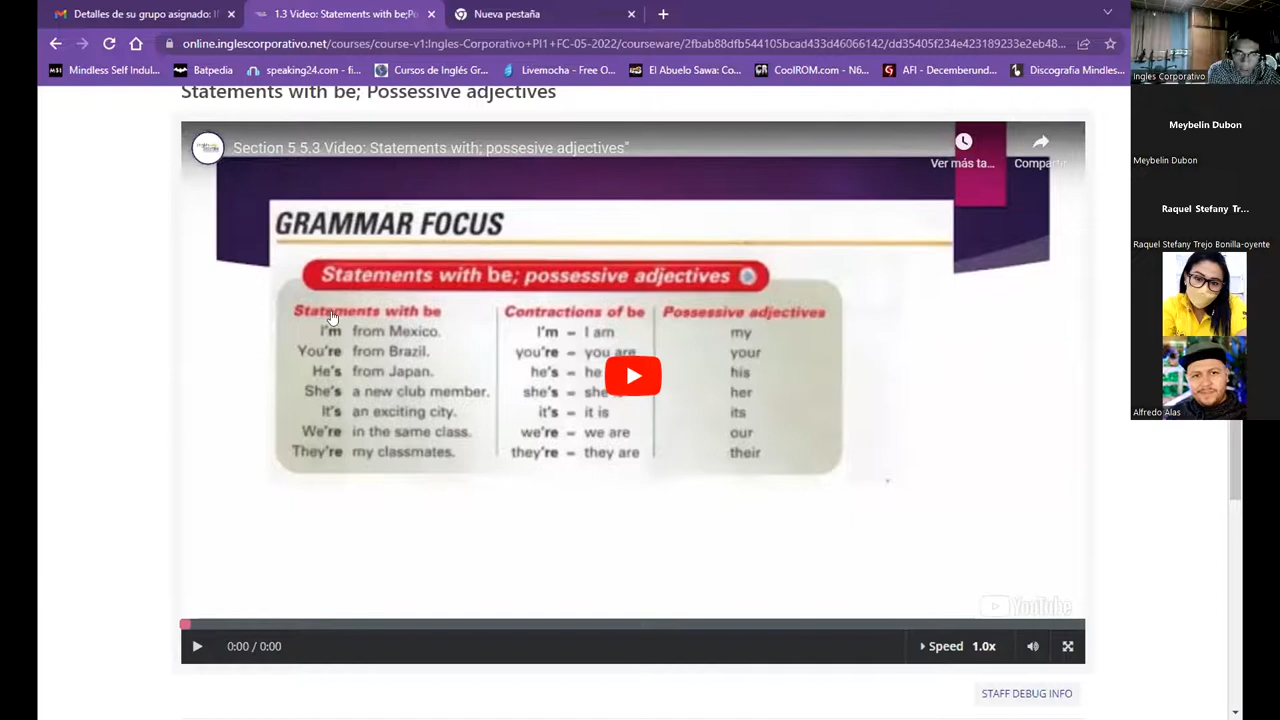 Detalles de su grupo asignado: I
1.3 Video: Statements with be;Po
Nueva pestaña
online.inglescorporativo.net/courses/course-v1:Ingles-Corporativo+PI1+FC-05-2022/courseware/2fbab88dfb544105bcad433d46066142/dd35405f234e423189233e2eb48...
Mindless Self Indul...
Batpedia
speaking24.com - fi...
Cursos de Inglés Gr...
Livemocha - Free O...
El Abuelo Sawa: Co...
CoolROM.com - N6...
AFI - Decemberund...
Discografia Mindles...
Ingles Corporativo
Meybelin Dubon
Meybelin Dubon
Raquel Stefany Tr...
Raquel Stefany Trejo Bonilla-oyente
Alfredo Alas
Statements with be; Possessive adjectives
Section 5 5.3 Video: Statements with; possesive adjectives"
Ver más ta...
Compartir
GRAMMAR FOCUS
Statements with be; possessive adjectives
Statements with be Contractions of be Possessive adjectives
I'm from Mexico. I'm = I am my
You're from Brazil. you're = you are your
He's from Japan. he's = he his
She's a new club member. she's = she her
It's an exciting city. it's = it is its
We're in the same class. we're = we are our
They're my classmates. they're = they are their
YouTube
0:00 / 0:00
Speed 1.0x
STAFF DEBUG INFO